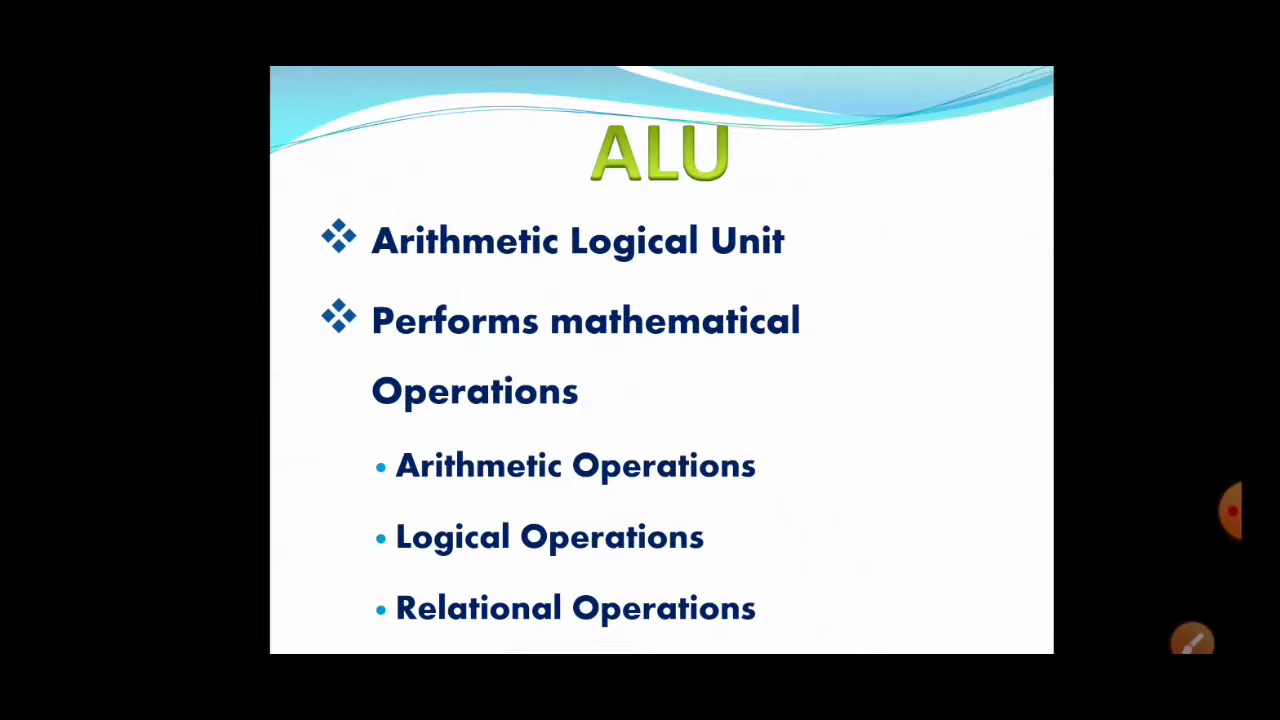 ALU
Arithmetic Logical Unit
Performs mathematical
Operations
Arithmetic Operations
Logical Operations
Relational Operations